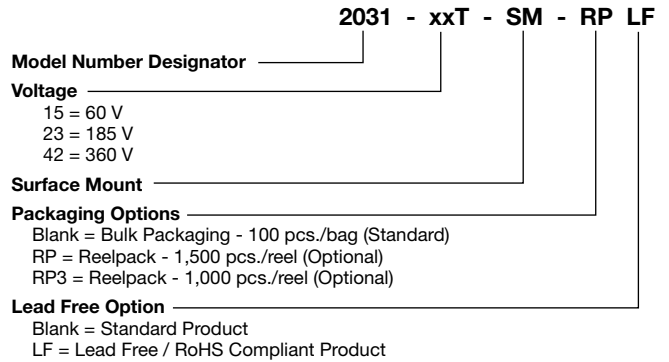 2031 - xxT - SM - RP LF
Model Number Designator
Voltage
15 = 60 V
23 = 185 V
42 = 360 V
Surface Mount
Packaging Options
Blank = Bulk Packaging - 100 pcs./bag (Standard)
RP = Reelpack - 1,500 pcs./reel (Optional)
RP3 = Reelpack - 1,000 pcs./reel (Optional)
Lead Free Option
Blank = Standard Product
LF = Lead Free / RoHS Compliant Product